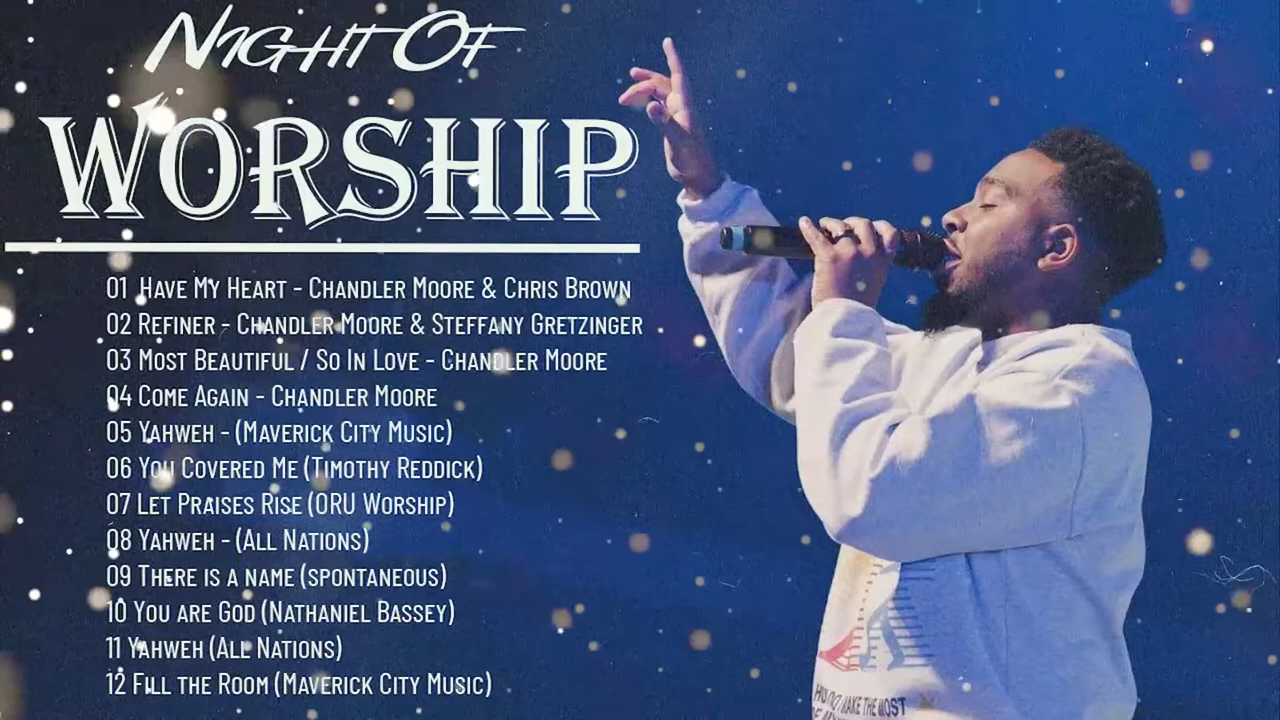 Night Of
WORSHIP
01 Have My Heart - Chandler Moore & Chris Brown
02 Refiner - Chandler Moore & Steffany Gretzinger
03 Most Beautiful / So In Love - Chandler Moore
04 Come Again - Chandler Moore
05 Yahweh - (Maverick City Music)
06 You Covered Me (Timothy Reddick)
07 Let Praises Rise (ORU Worship)
08 Yahweh - (All Nations)
09 There is a name (spontaneous)
10 You are God (Nathaniel Bassey)
11 Yahweh (All Nations)
12 Fill the Room (Maverick City Music)
MAKE THE MOST